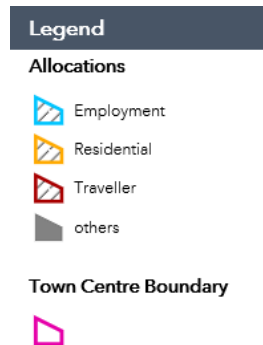 Legend
Allocations
Employment
Residential
Traveller
others
Town Centre Boundary